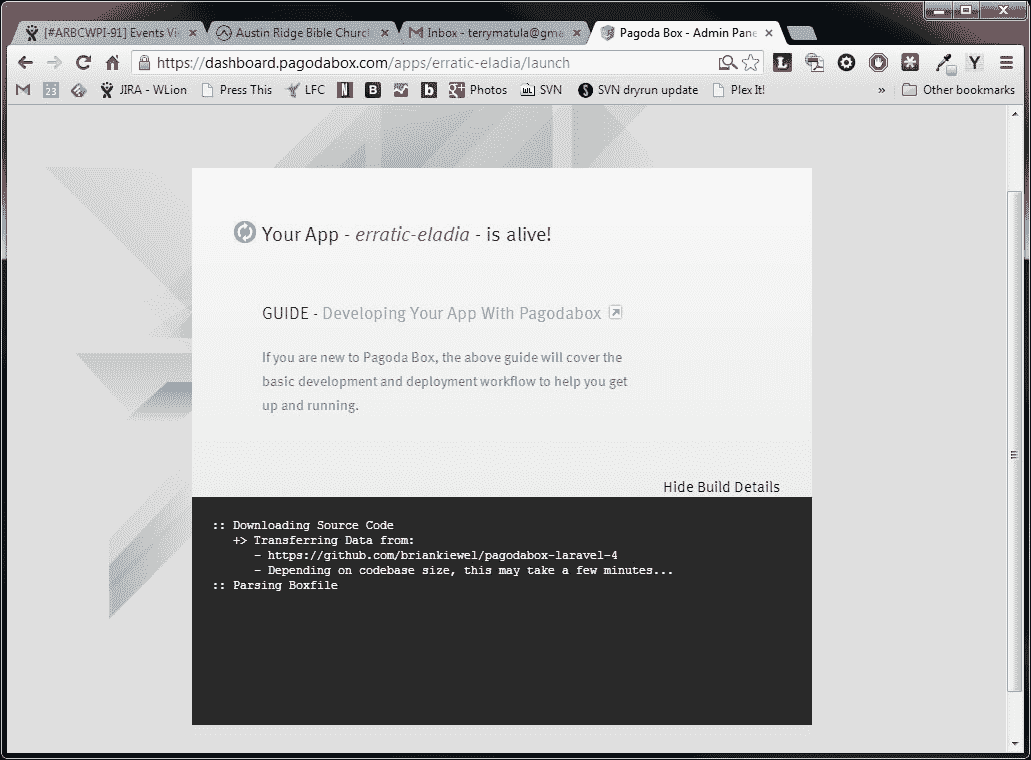 [#ARBCWPI-91] Events Vi
Austin Ridge Bible Church
Inbox - terrymatula@gma
Pagoda Box - Admin Pane
https://dashboard.pagodabox.com/apps/erratic-eladia/launch
L
Y
23
JIRA - WLion
Press This
LFC
N
B
b
Photos
SVN
SVN dryrun update
Plex It!
»
Other bookmarks
Your App - erratic-eladia - is alive!
GUIDE - Developing Your App With Pagodabox
If you are new to Pagoda Box, the above guide will cover the
basic development and deployment workflow to help you get
up and running.
Hide Build Details
:: Downloading Source Code
+> Transferring Data from:
- https://github.com/briankiewel/pagodabox-laravel-4
- Depending on codebase size, this may take a few minutes...
:: Parsing Boxfile